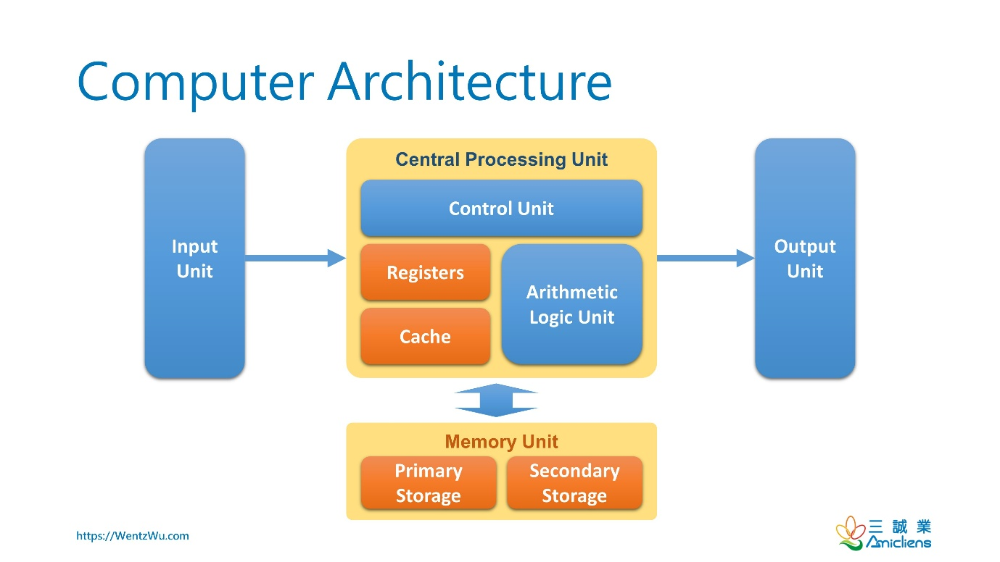 Computer Architecture
Input
Unit
Central Processing Unit
Control Unit
Registers
Cache
Arithmetic
Logic Unit
Output
Unit
Memory Unit
Primary
Storage
Secondary
Storage
https://WentzWu.com
三誠業
Amicliens